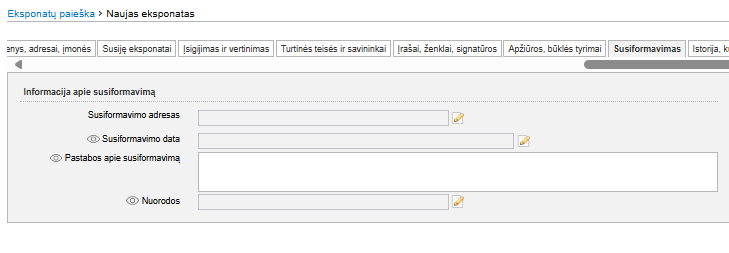 Eksponatų paieška > Naujas eksponatas
enys, adresai, įmonės Susiję eksponatai Įsigijimas ir vertinimas Turtinės teisės ir savininkai Įrašai, ženklai, signatūros Apžiūros, būklės tyrimai Susiformavimas Istorija, k
Informacija apie susiformavimą
Susiformavimo adresas
Susiformavimo data
Pastabos apie susiformavimą
Nuorodos